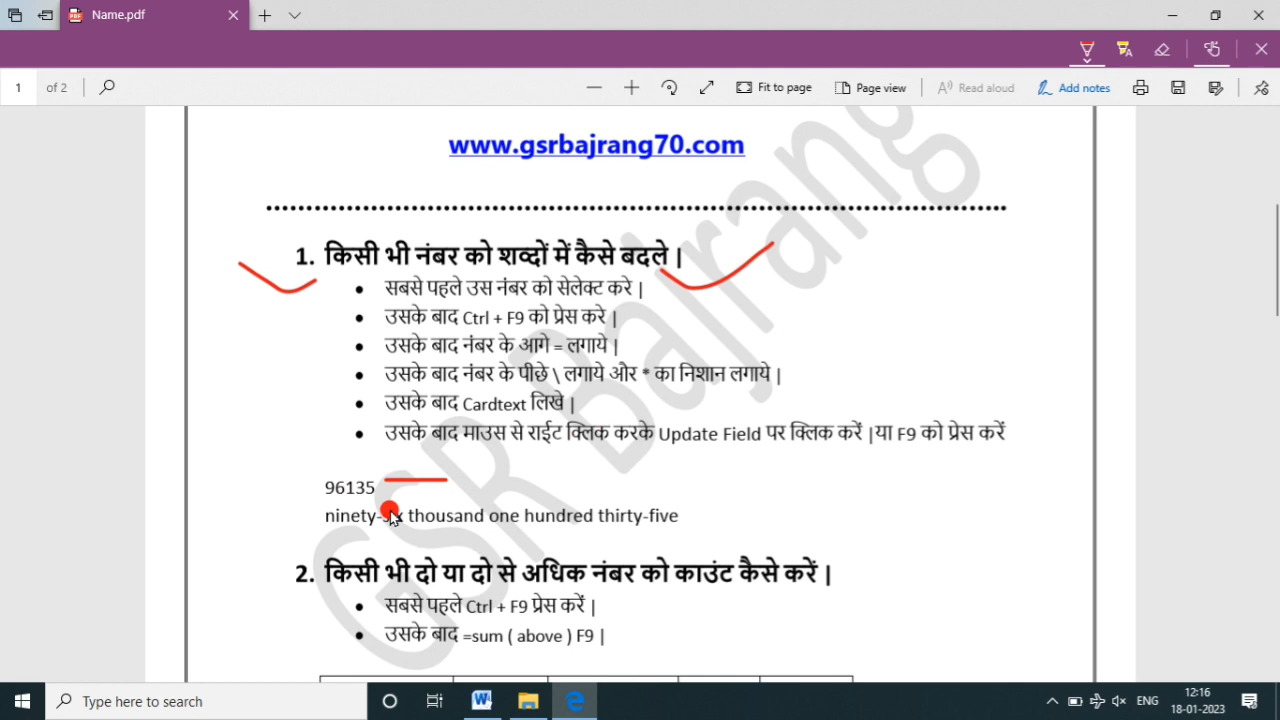 Name.pdf
1 of 2
Fit to page
Page view
Read aloud
Add notes
www.gsrbajrang70.com
1. किसी भी नंबर को शब्दों में कैसे बदले |
• सबसे पहले उस नंबर को सेलेक्ट करे |
• उसके बाद Ctrl + F9 को प्रेस करे |
• उसके बाद नंबर के आगे = लगाये |
• उसके बाद नंबर के पीछे \ लगाये और * का निशान लगाये |
• उसके बाद Cardtext लिखे |
• उसके बाद माउस से राईट क्लिक करके Update Field पर क्लिक करें |या F9 को प्रेस करें
96135
ninety-six thousand one hundred thirty-five
2. किसी भी दो या दो से अधिक नंबर को काउंट कैसे करें |
• सबसे पहले Ctrl + F9 प्रेस करें |
• उसके बाद =sum ( above ) F9 |
GSR Bajrang
Type here to search
ENG
12:16
18-01-2023